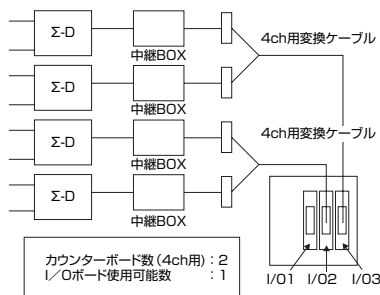 Σ-D
中継BOX
4ch用変換ケーブル
Σ-D
中継BOX
Σ-D
中継BOX
4ch用変換ケーブル
Σ-D
中継BOX
カウンターボード数(4ch用):2
I/Oボード使用可能数 :1
I/O1 I/O2 I/O3